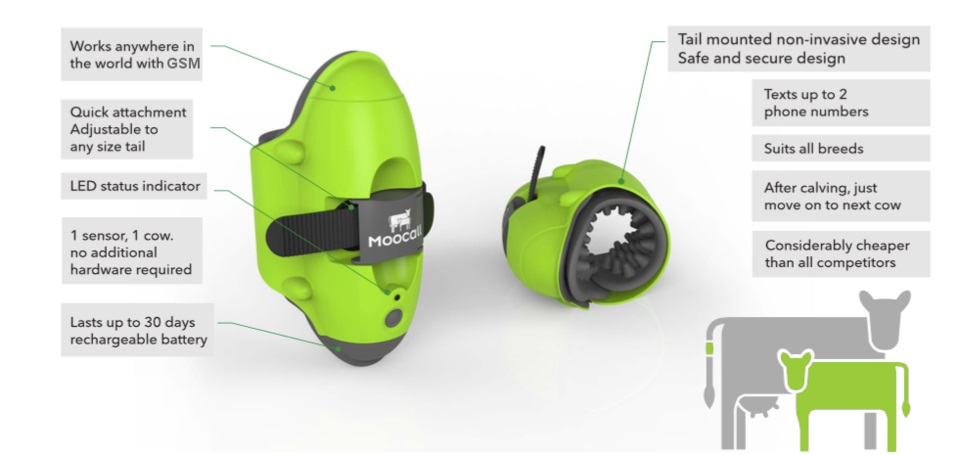 Works anywhere in
the world with GSM
Quick attachment
Adjustable to
any size tail
LED status indicator
1 sensor, 1 cow.
no additional
hardware required
Lasts up to 30 days
rechargeable battery
Moocall
Tail mounted non-invasive design
Safe and secure design
Texts up to 2
phone numbers
Suits all breeds
After calving, just
move on to next cow
Considerably cheaper
than all competitors